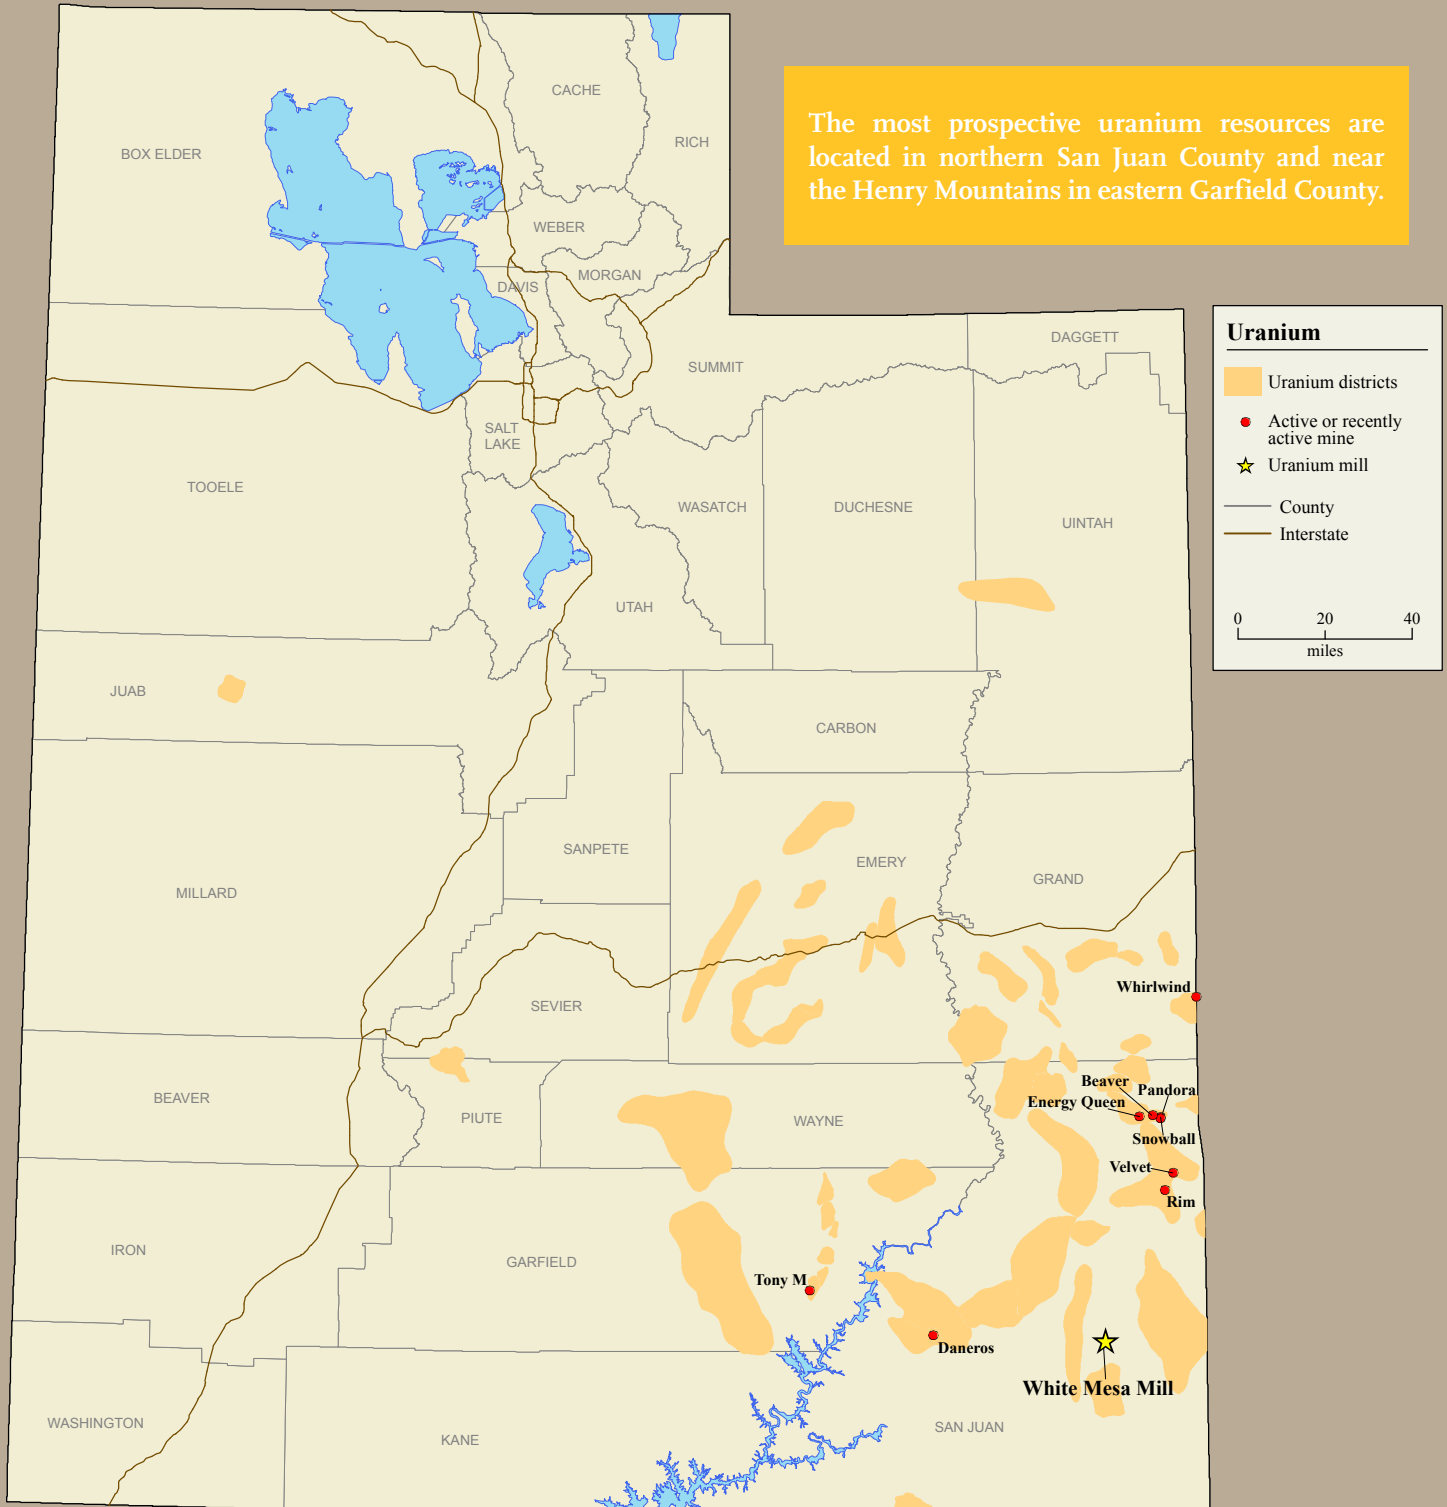 The most prospective uranium resources are
located in northern San Juan County and near
the Henry Mountains in eastern Garfield County.
CACHE
BOX ELDER
RICH
WEBER
MORGAN
DAVIS
DAGGETT
SUMMIT
SALT
LAKE
TOOELE
WASATCH
DUCHESNE
UINTAH
UTAH
JUAB
CARBON
SANPETE
EMERY
GRAND
MILLARD
Whirlwind
SEVIER
Beaver
Pandora
BEAVER
Energy Queen
PIUTE
WAYNE
Snowball
Velvet
Rim
IRON
GARFIELD
Tony M
Daneros
White Mesa Mill
WASHINGTON
KANE
SAN JUAN
Uranium
Uranium districts
Active or recently
active mine
Uranium mill
County
Interstate
0 20 40
miles